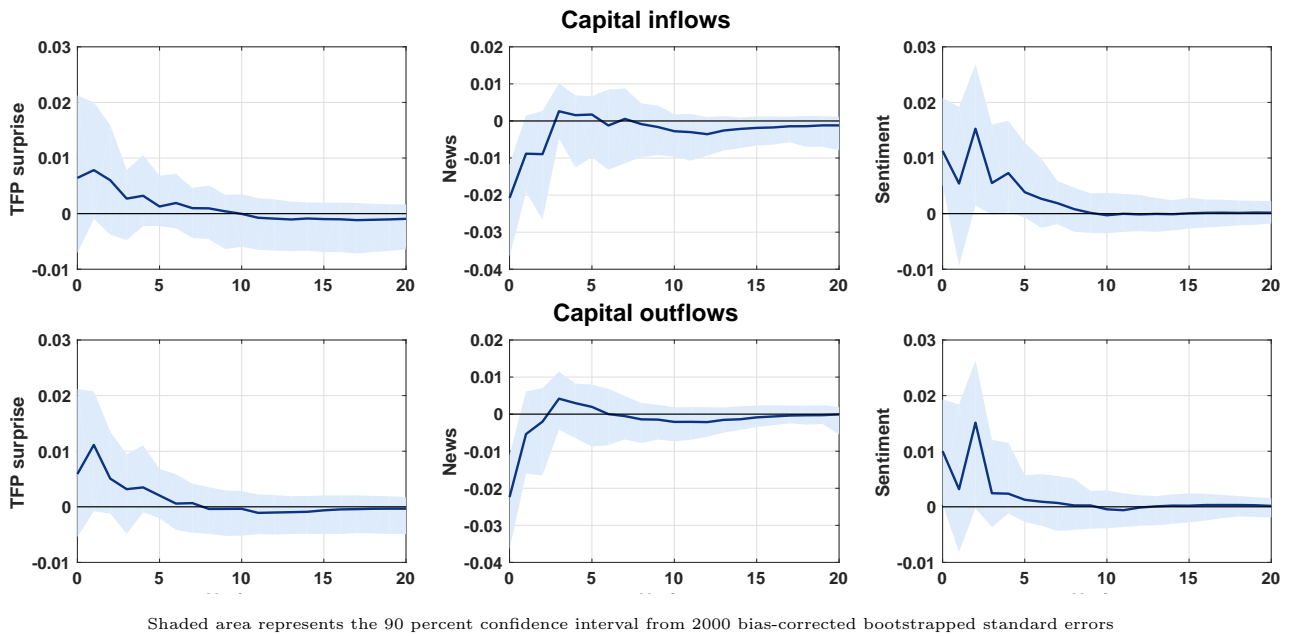 Capital inflows
TFP surprise
0.03
0.02
0.01
0
-0.01
0 5 10 15 20
News
0.02
0.01
0
-0.01
-0.02
-0.03
-0.04
0 5 10 15 20
Sentiment
0.03
0.02
0.01
0
-0.01
0 5 10 15 20
Capital outflows
TFP surprise
0.03
0.02
0.01
0
-0.01
0 5 10 15 20
News
0.02
0.01
0
-0.01
-0.02
-0.03
-0.04
0 5 10 15 20
Sentiment
0.03
0.02
0.01
0
-0.01
0 5 10 15 20
Shaded area represents the 90 percent confidence interval from 2000 bias-corrected bootstrapped standard errors